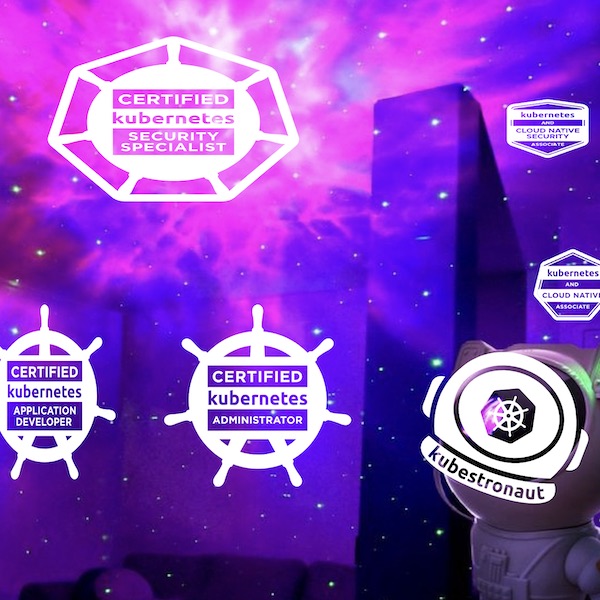 CERTIFIED
kubernetes
SECURITY
SPECIALIST
kubernetes
AND
CLOUD NATIVE
SECURITY
ASSOCIATE
kubernetes
AND
CLOUD NATIVE
ASSOCIATE
CERTIFIED
kubernetes
APPLICATION
DEVELOPER
CERTIFIED
kubernetes
ADMINISTRATOR
kubestronaut